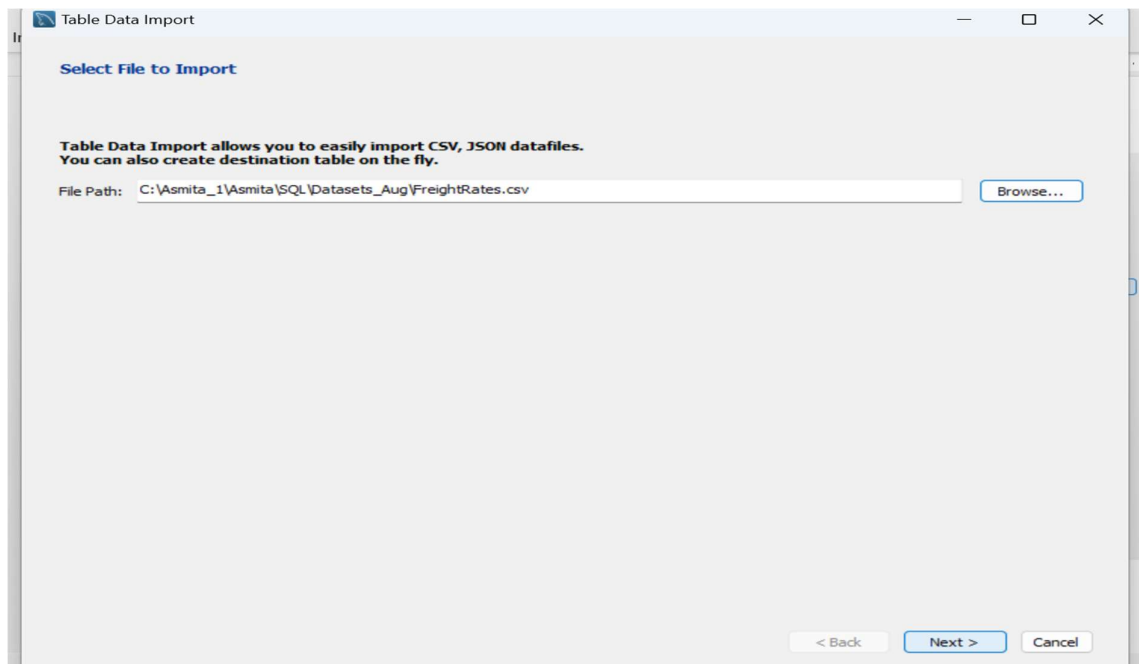 Table Data Import
Select File to Import
Table Data Import allows you to easily import CSV, JSON datafiles.
You can also create destination table on the fly.
File Path: C:\Asmita_1\Asmita\SQL\Datasets_Aug\FreightRates.csv Browse...
< Back Next > Cancel